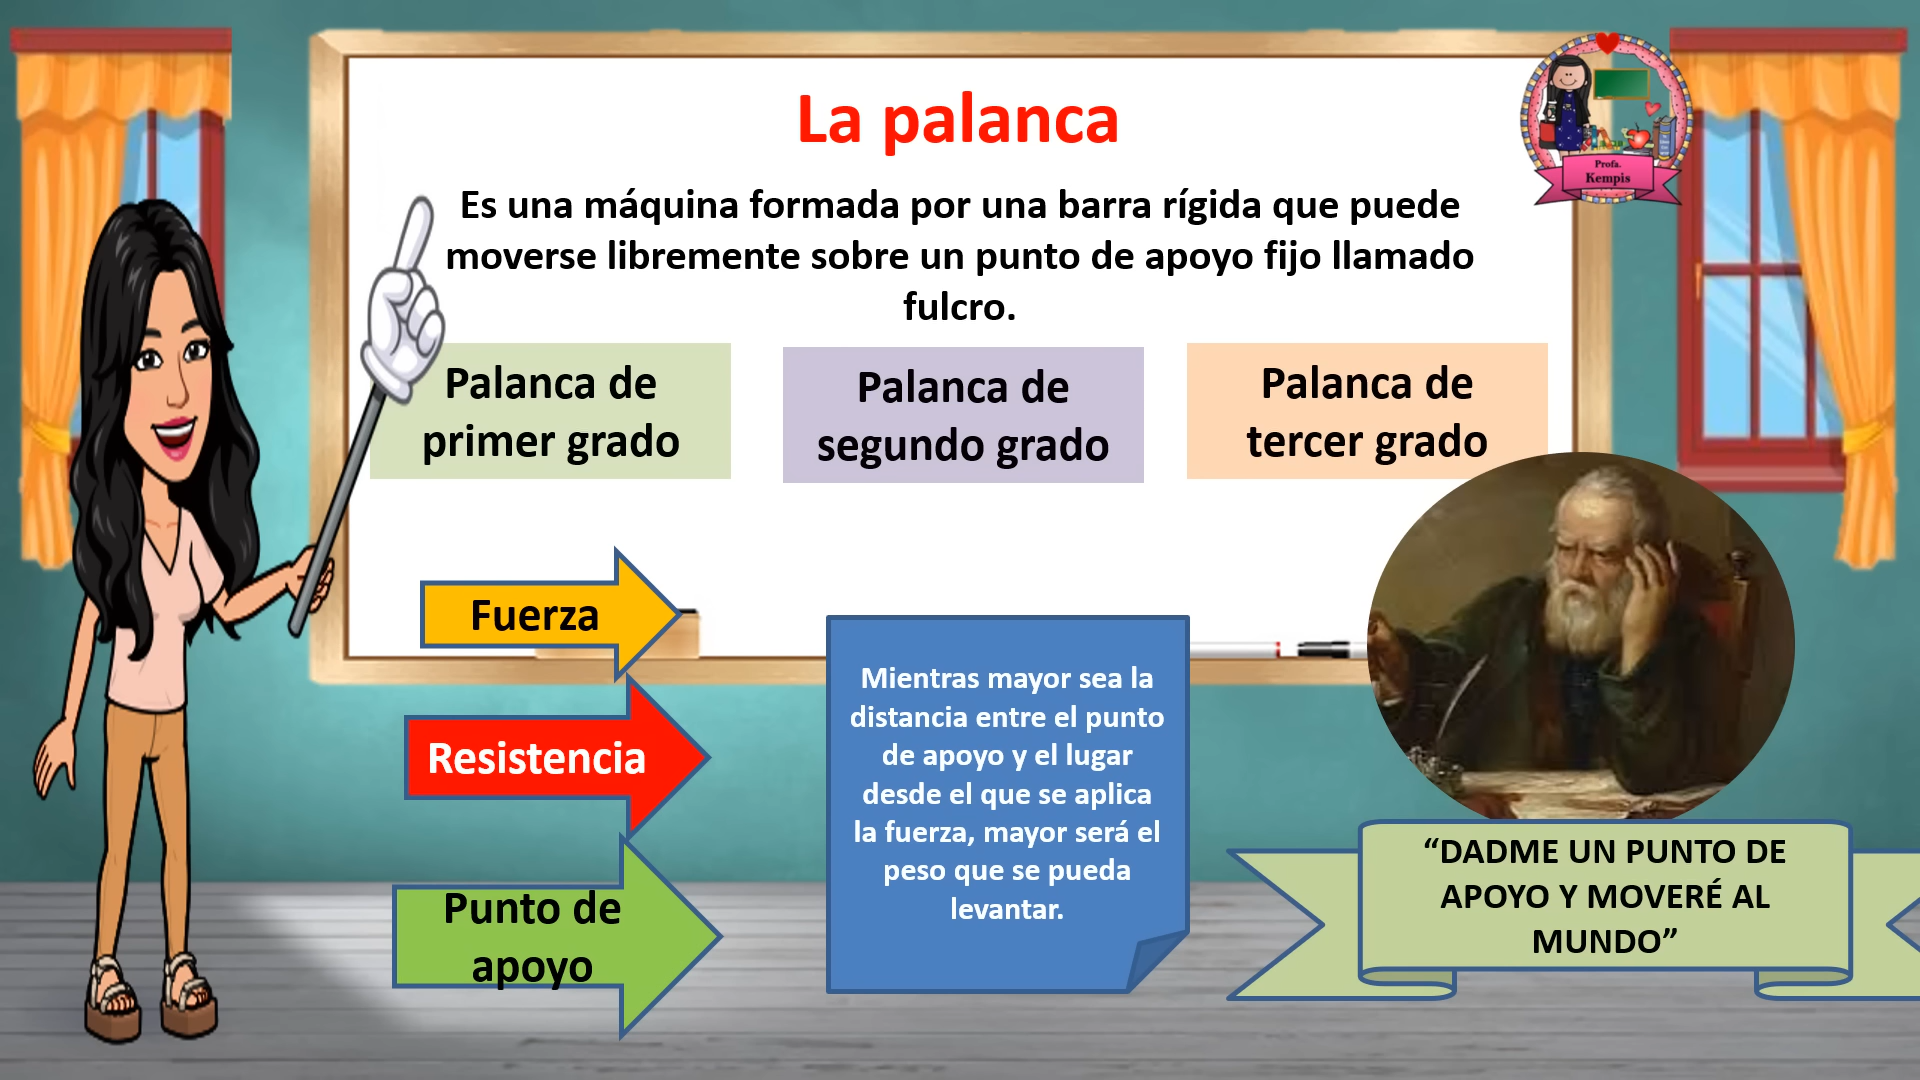 La palanca
Profa.
Kempis
Es una máquina formada por una barra rígida que puede
moverse libremente sobre un punto de apoyo fijo llamado
fulcro.
Palanca de
primer grado
Palanca de
segundo grado
Palanca de
tercer grado
Fuerza
Resistencia
Punto de
apoyo
Mientras mayor sea la
distancia entre el punto
de apoyo y el lugar
desde el que se aplica
la fuerza, mayor será el
peso que se pueda
levantar.
“DADME UN PUNTO DE
APOYO Y MOVERÉ AL
MUNDO”